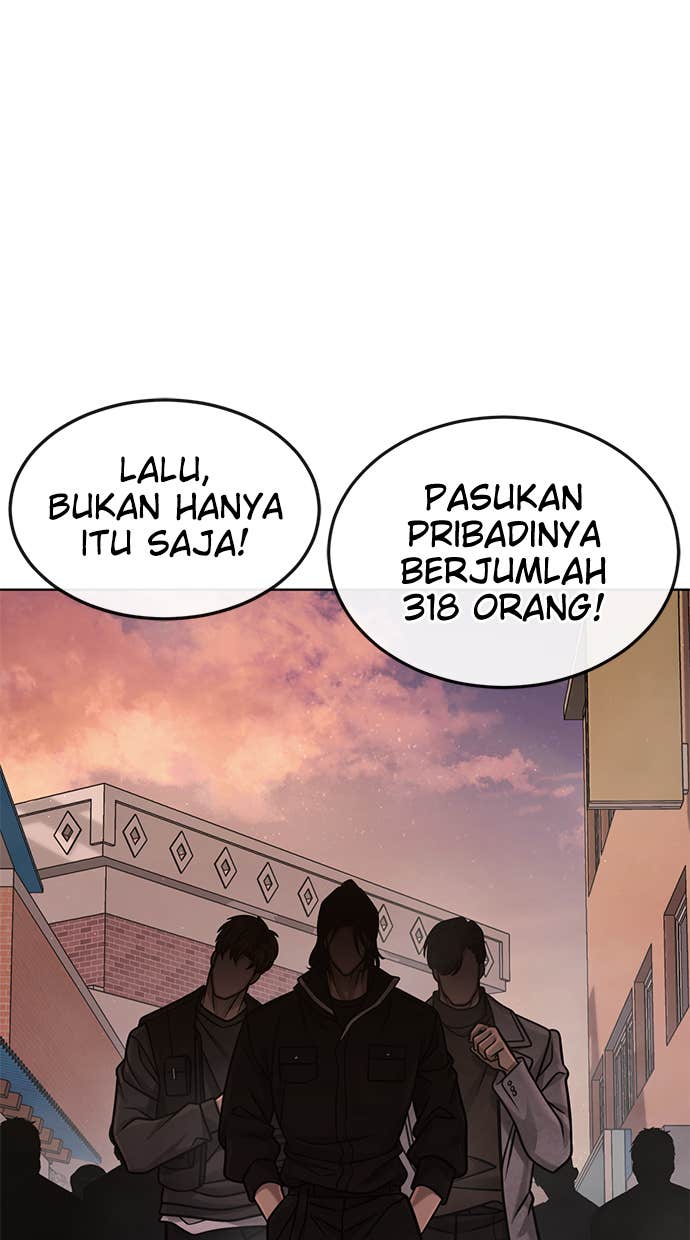 LALU,
BUKAN HANYA
ITU SAJA!
PASUKAN
PRIBADINYA
BERJUMLAH
318 ORANG!